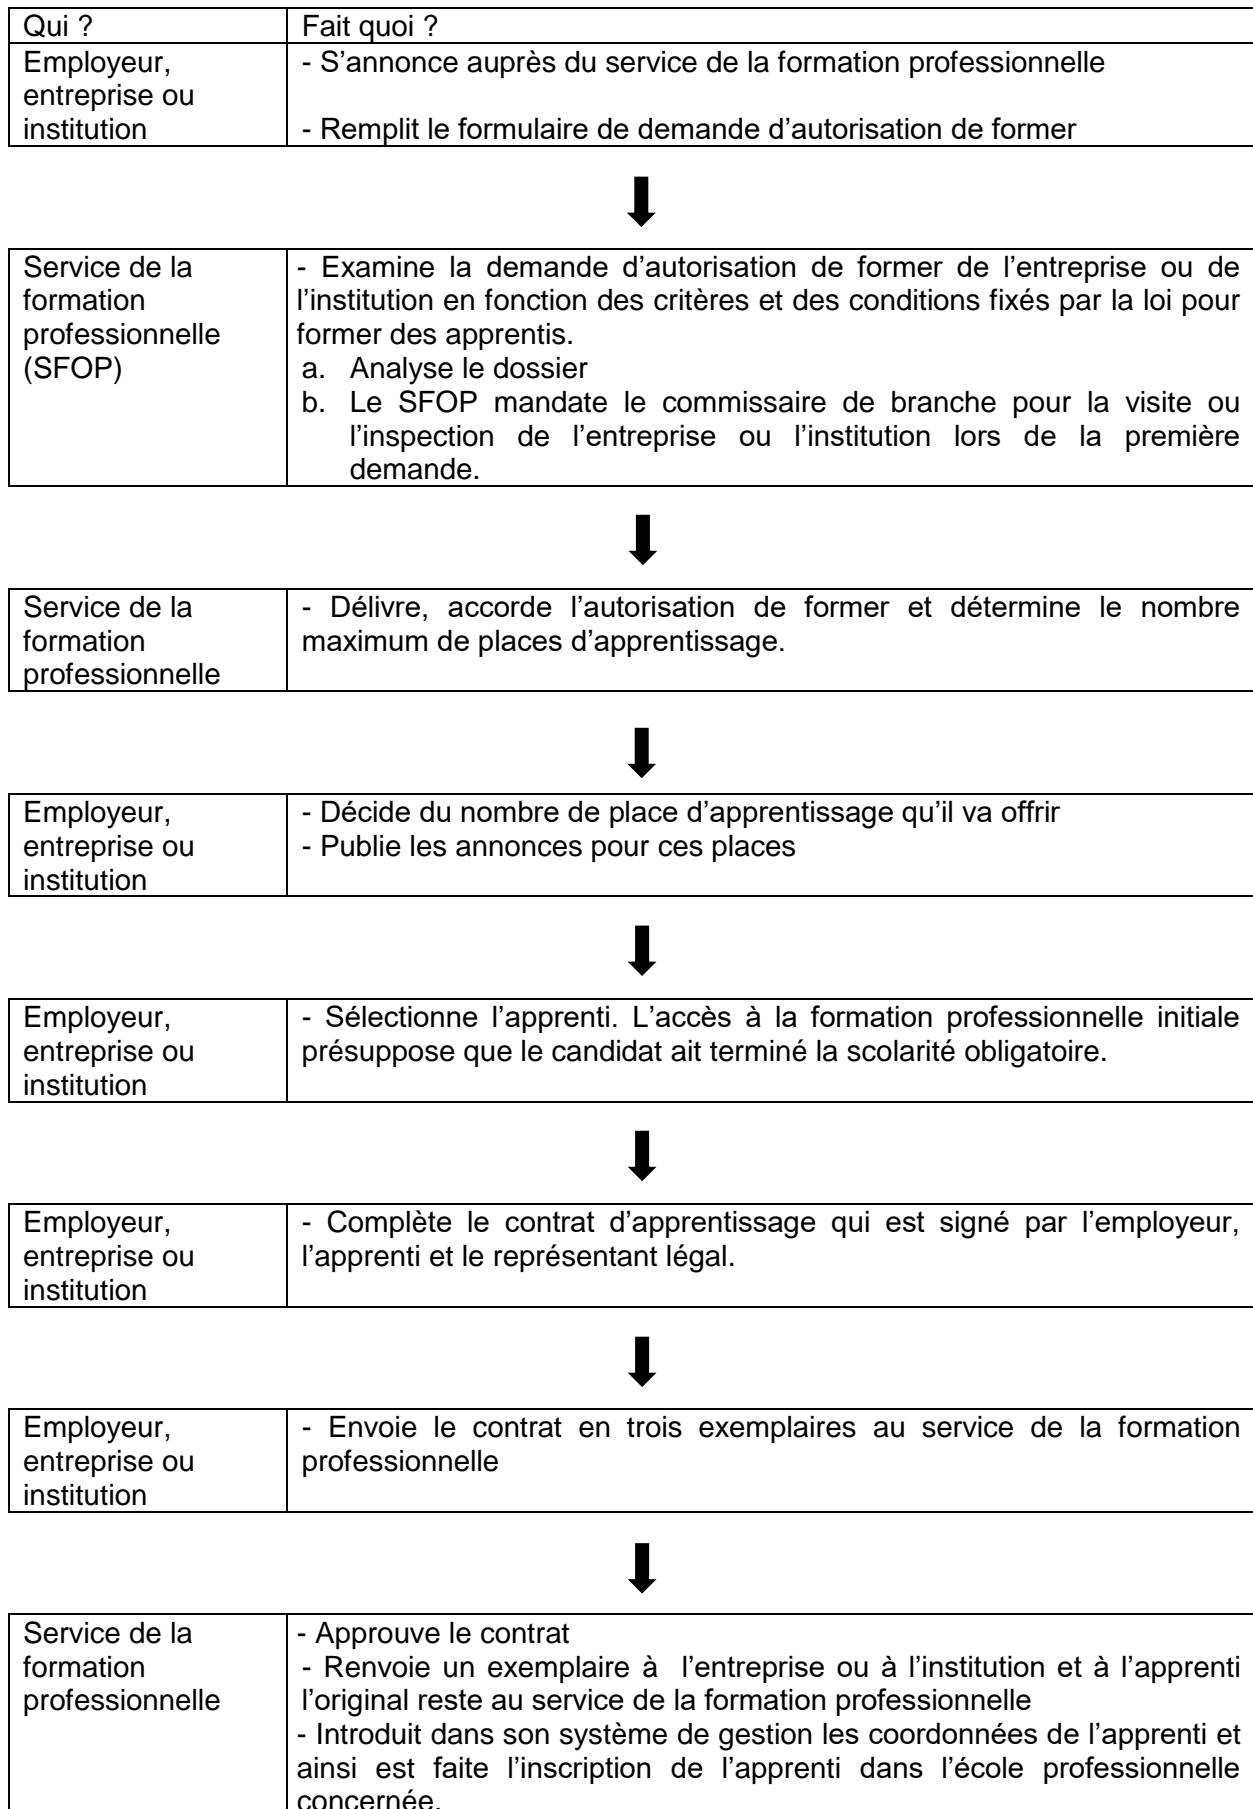 Qui ?
Fait quoi ?
Employeur,
entreprise ou
institution
- S’annonce auprès du service de la formation professionnelle
- Remplit le formulaire de demande d’autorisation de former
Service de la
formation
professionnelle
(SFOP)
- Examine la demande d’autorisation de former de l’entreprise ou de
l’institution en fonction des critères et des conditions fixés par la loi pour
former des apprentis.
a. Analyse le dossier
b. Le SFOP mandate le commissaire de branche pour la visite ou
l’inspection de l’entreprise ou l’institution lors de la première
demande.
Service de la
formation
professionnelle
- Délivre, accorde l’autorisation de former et détermine le nombre
maximum de places d’apprentissage.
Employeur,
entreprise ou
institution
- Décide du nombre de place d’apprentissage qu’il va offrir
- Publie les annonces pour ces places
Employeur,
entreprise ou
institution
- Sélectionne l’apprenti. L’accès à la formation professionnelle initiale
présuppose que le candidat ait terminé la scolarité obligatoire.
Employeur,
entreprise ou
institution
- Complète le contrat d’apprentissage qui est signé par l’employeur,
l’apprenti et le représentant légal.
Employeur,
entreprise ou
institution
- Envoie le contrat en trois exemplaires au service de la formation
professionnelle
Service de la
formation
professionnelle
- Approuve le contrat
- Renvoie un exemplaire à l’entreprise ou à l’institution et à l’apprenti
l’original reste au service de la formation professionnelle
- Introduit dans son système de gestion les coordonnées de l’apprenti et
ainsi est faite l’inscription de l’apprenti dans l’école professionnelle
concernée.